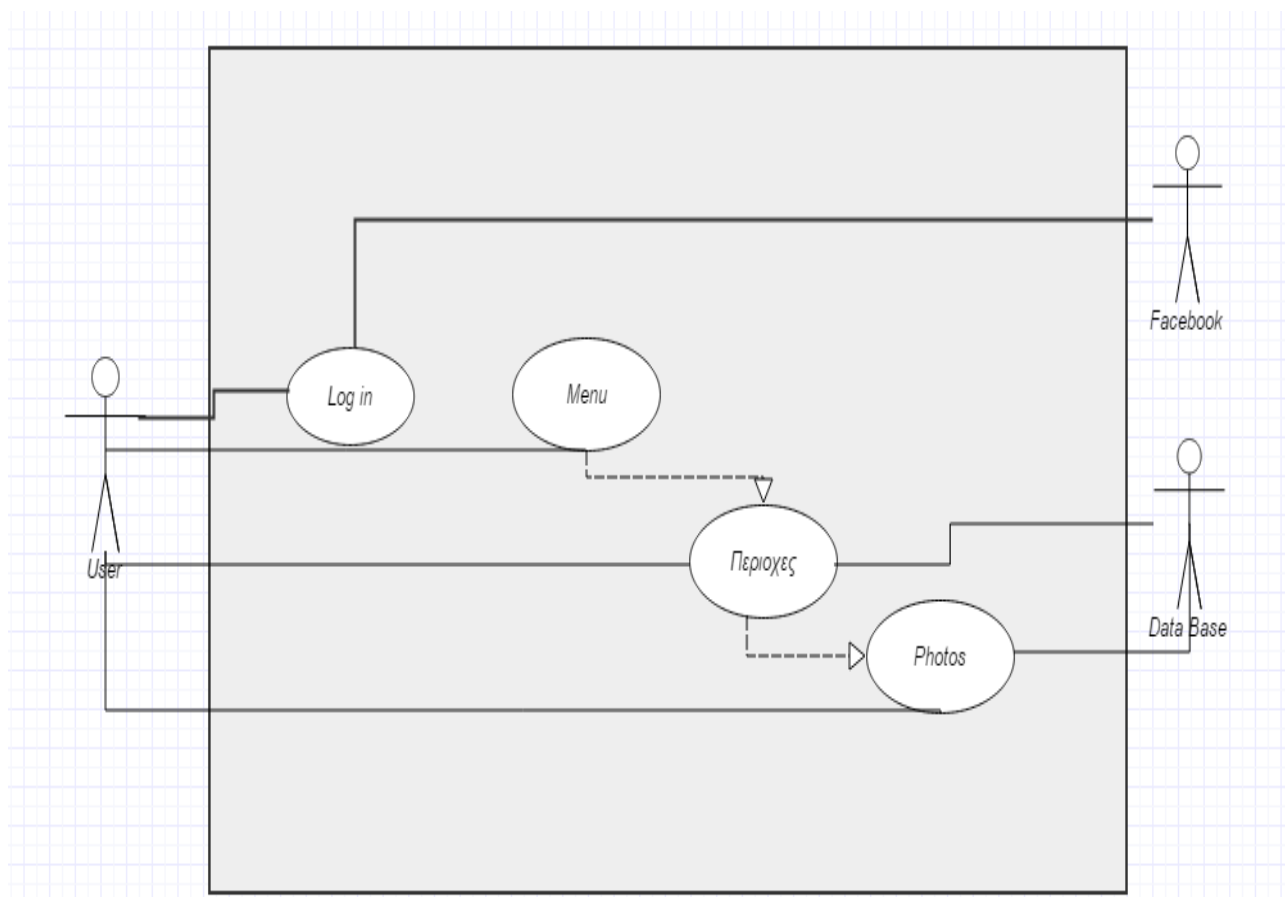 Facebook
Log in
Menu
User
Περιοχες
Data Base
Photos